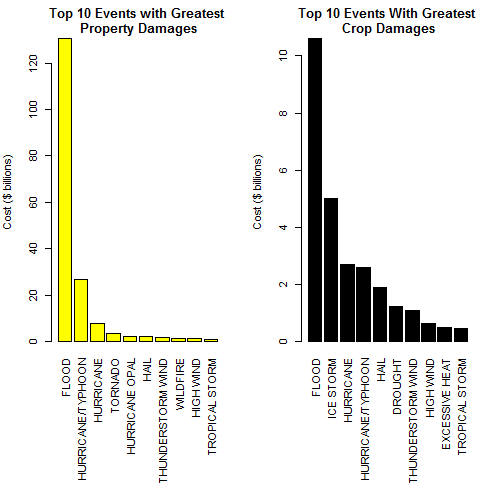 Top 10 Events with Greatest
Property Damages
Cost ($ billions)
0
20
40
60
80
100
120
FLOOD
HURRICANE/TYPHOON
HURRICANE
TORNADO
HURRICANE OPAL
HAIL
THUNDERSTORM WIND
WILDFIRE
HIGH WIND
TROPICAL STORM
Top 10 Events With Greatest
Crop Damages
Cost ($ billions)
0
2
4
6
8
10
FLOOD
ICE STORM
HURRICANE
HURRICANE/TYPHOON
HAIL
DROUGHT
THUNDERSTORM WIND
HIGH WIND
EXCESSIVE HEAT
TROPICAL STORM